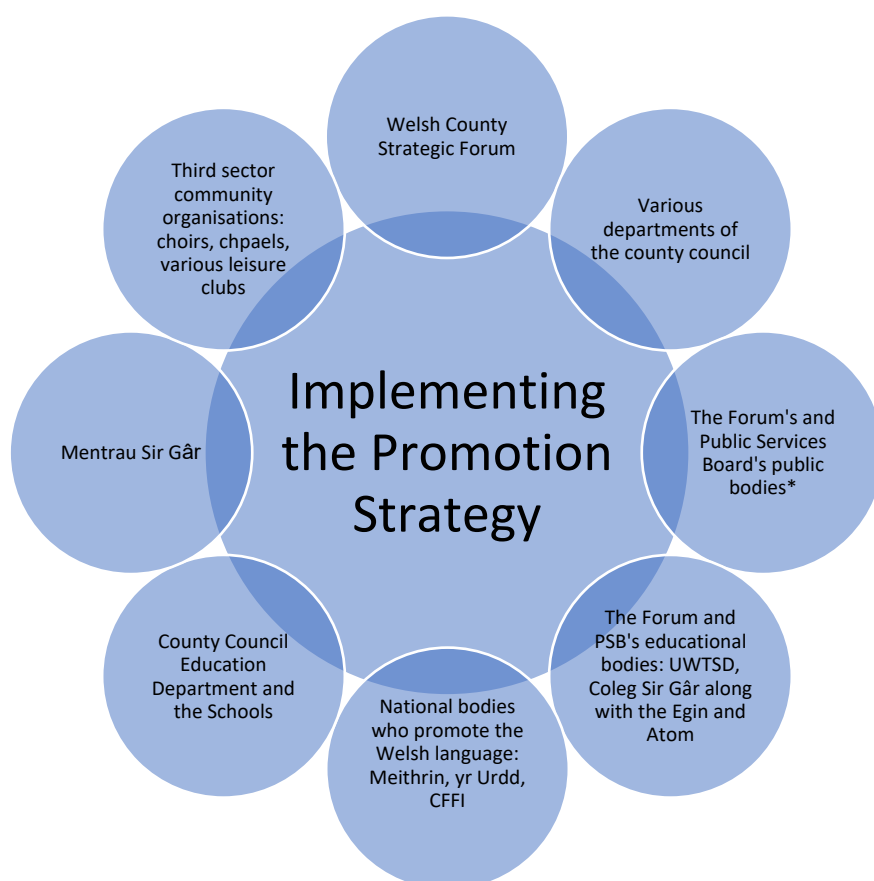 Welsh County
Strategic Forum
Various
departments of
the county council
The Forum's and
Public Services
Board's public
bodies*
The Forum and
PSB's educational
bodies: UWTSD,
Coleg Sir Gâr along
with the Egin and
Atom
National bodies
who promote the
Welsh language:
Meithrin, yr Urdd,
CFFI
County Council
Education
Department and
the Schools
Mentrau Sir Gâr
Third sector
community
organisations:
choirs, chpaels,
various leisure
clubs
Implementing
the Promotion
Strategy